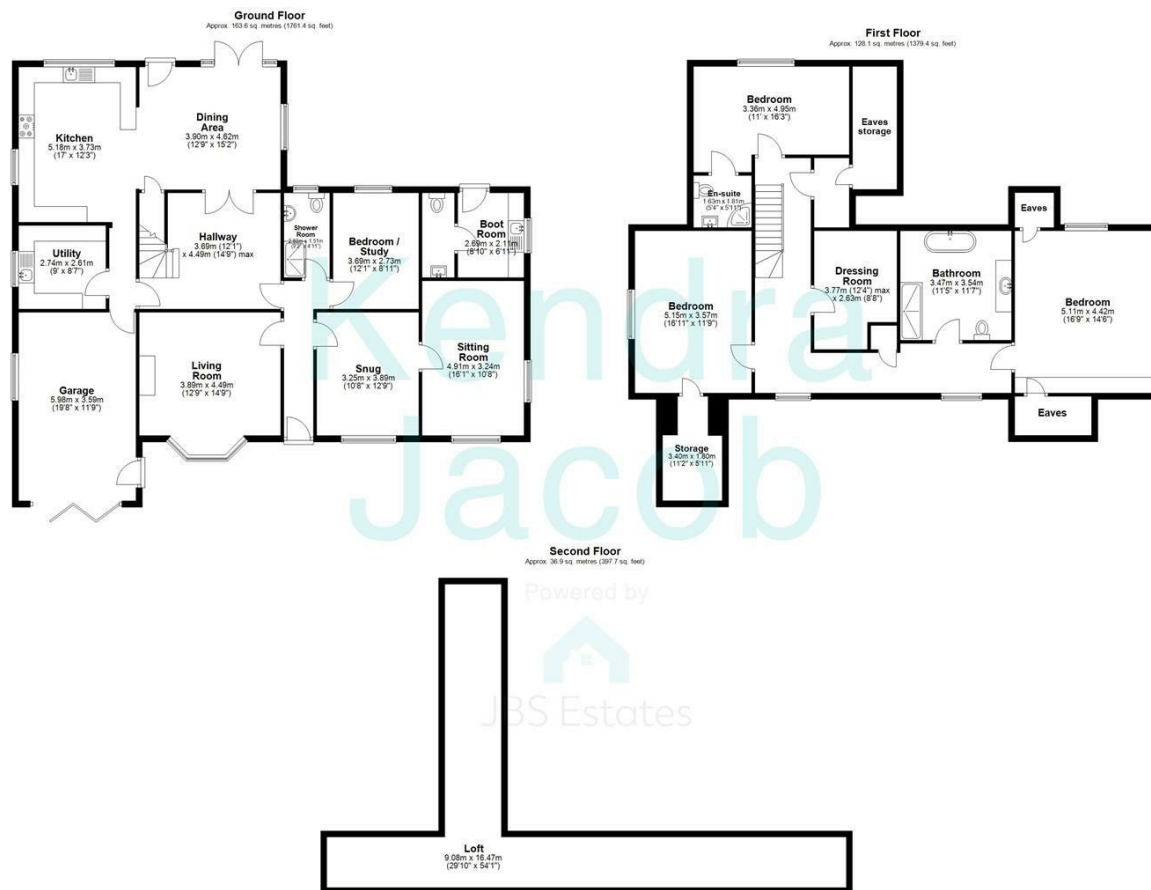 Ground Floor
Approx. 163.6 sq. metres (1761.4 sq. feet)
Kitchen
5.18m x 3.73m
(17' x 12'3")
Dining
Area
3.90m x 4.62m
(12'9" x 15'2")
Utility
2.74m x 2.61m
(9' x 8'7")
Hallway
3.69m (12'1")
x 4.49m (14'9") max
Shower
Room
Bedroom /
Study
3.69m x 2.73m
(12'1" x 8'11")
Boot
Room
2.69m x 2.11m
(8'10" x 6'11")
Garage
5.98m x 3.59m
(19'8" x 11'9")
Living
Room
3.89m x 4.49m
(12'9" x 14'9")
Snug
3.25m x 3.89m
(10'8" x 12'9")
Sitting
Room
4.91m x 3.24m
(16'1" x 10'8")
First Floor
Approx. 128.1 sq. metres (1379.4 sq. feet)
Bedroom
3.36m x 4.95m
(11' x 16'3")
Eaves
storage
En-suite
1.63m x 1.81m
(5'4" x 5'11")
Eaves
Bedroom
5.15m x 3.57m
(16'11" x 11'9")
Dressing
Room
3.77m (12'4") max
x 2.63m (8'8")
Bathroom
3.47m x 3.54m
(11'5" x 11'7")
Bedroom
5.11m x 4.42m
(16'9" x 14'6")
Eaves
Storage
3.40m x 1.80m
(11'2" x 5'11")
Kendra
Jacob
Second Floor
Approx. 36.9 sq. metres (397.7 sq. feet)
Powered by
JBS Estates
Loft
9.08m x 16.47m
(29'10" x 54'1")